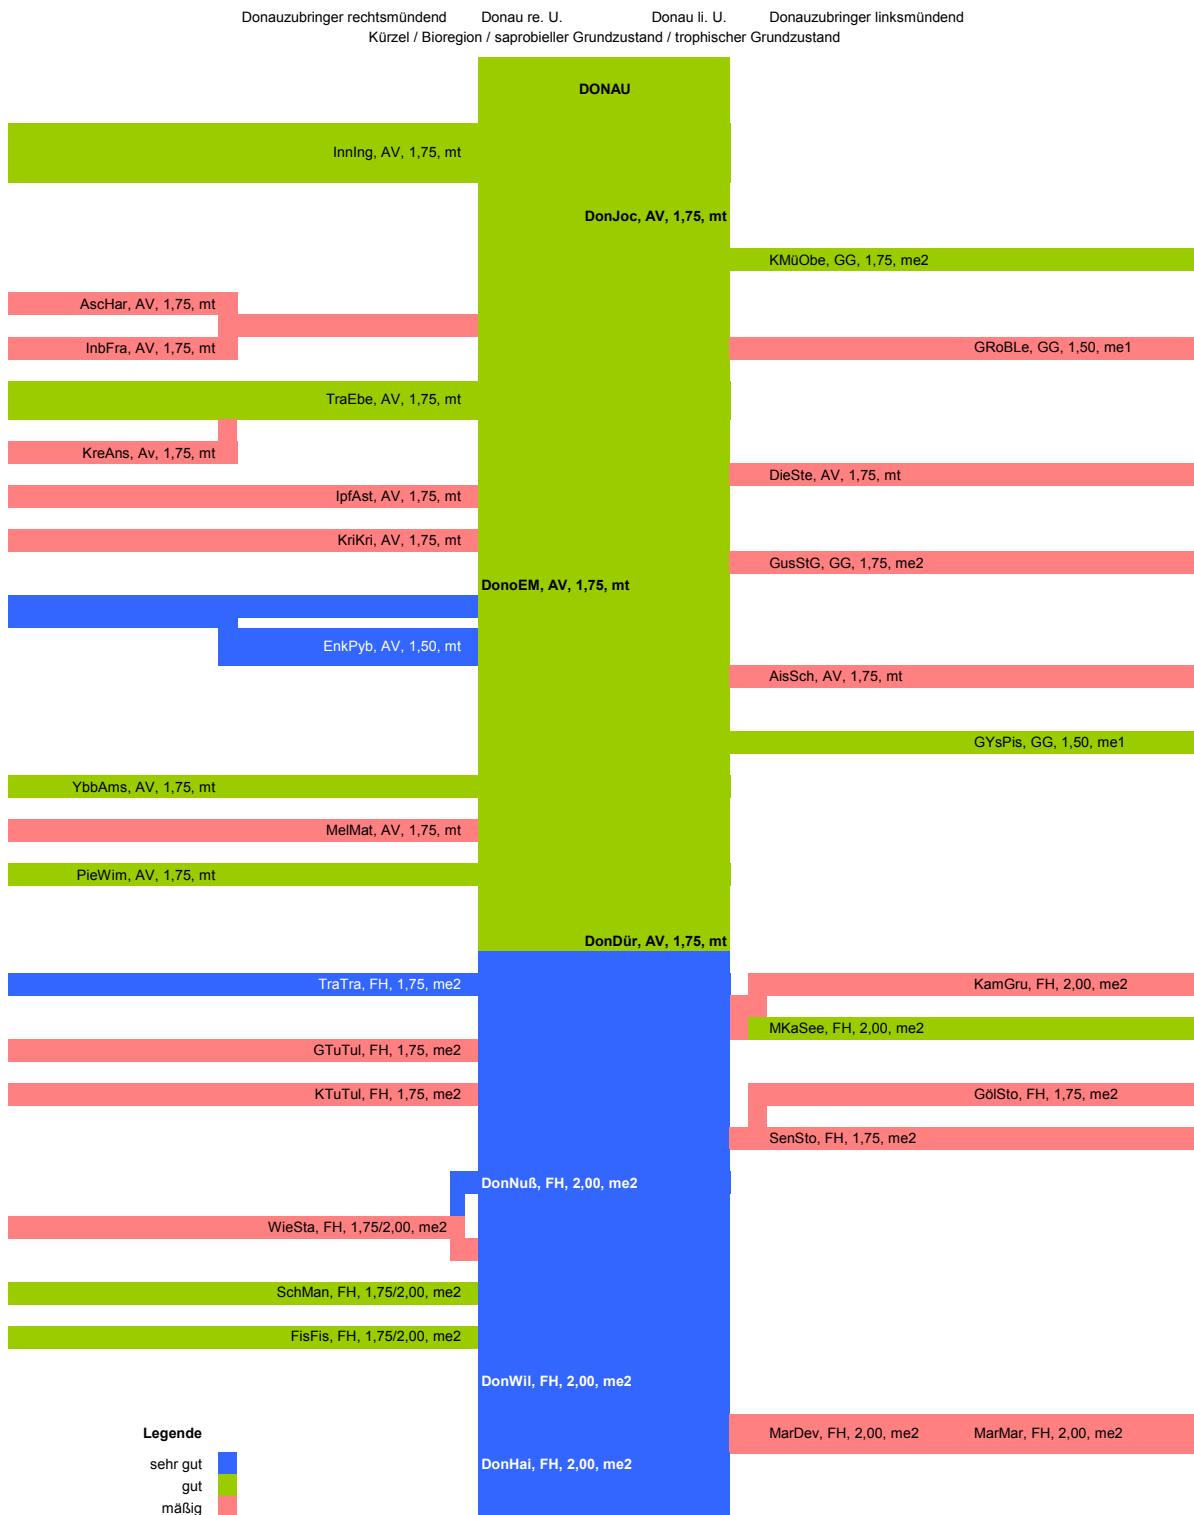 Donauzubringer rechtsmündend Donau re. U. Donau li. U. Donauzubringer linksmündend
Kürzel / Bioregion / saprobieller Grundzustand / trophischer Grundzustand
DONAU
InnIng, AV, 1,75, mt
DonJoc, AV, 1,75, mt
KMüObe, GG, 1,75, me2
AscHar, AV, 1,75, mt
InbFra, AV, 1,75, mt GRoBLe, GG, 1,50, me1
TraEbe, AV, 1,75, mt
KreAns, Av, 1,75, mt
DieSte, AV, 1,75, mt
IpfAst, AV, 1,75, mt
KriKri, AV, 1,75, mt
GusStG, GG, 1,75, me2
DonoEM, AV, 1,75, mt
EnkPyb, AV, 1,50, mt
AisSch, AV, 1,75, mt
GYsPis, GG, 1,50, me1
YbbAms, AV, 1,75, mt
MelMat, AV, 1,75, mt
PieWim, AV, 1,75, mt
DonDür, AV, 1,75, mt
TraTra, FH, 1,75, me2 KamGru, FH, 2,00, me2
MKaSee, FH, 2,00, me2
GTuTul, FH, 1,75, me2
KTuTul, FH, 1,75, me2 GölSto, FH, 1,75, me2
SenSto, FH, 1,75, me2
DonNuß, FH, 2,00, me2
WieSta, FH, 1,75/2,00, me2
SchMan, FH, 1,75/2,00, me2
FisFis, FH, 1,75/2,00, me2
DonWil, FH, 2,00, me2
Legende MarDev, FH, 2,00, me2 MarMar, FH, 2,00, me2
sehr gut DonHai, FH, 2,00, me2
gut
mäßig